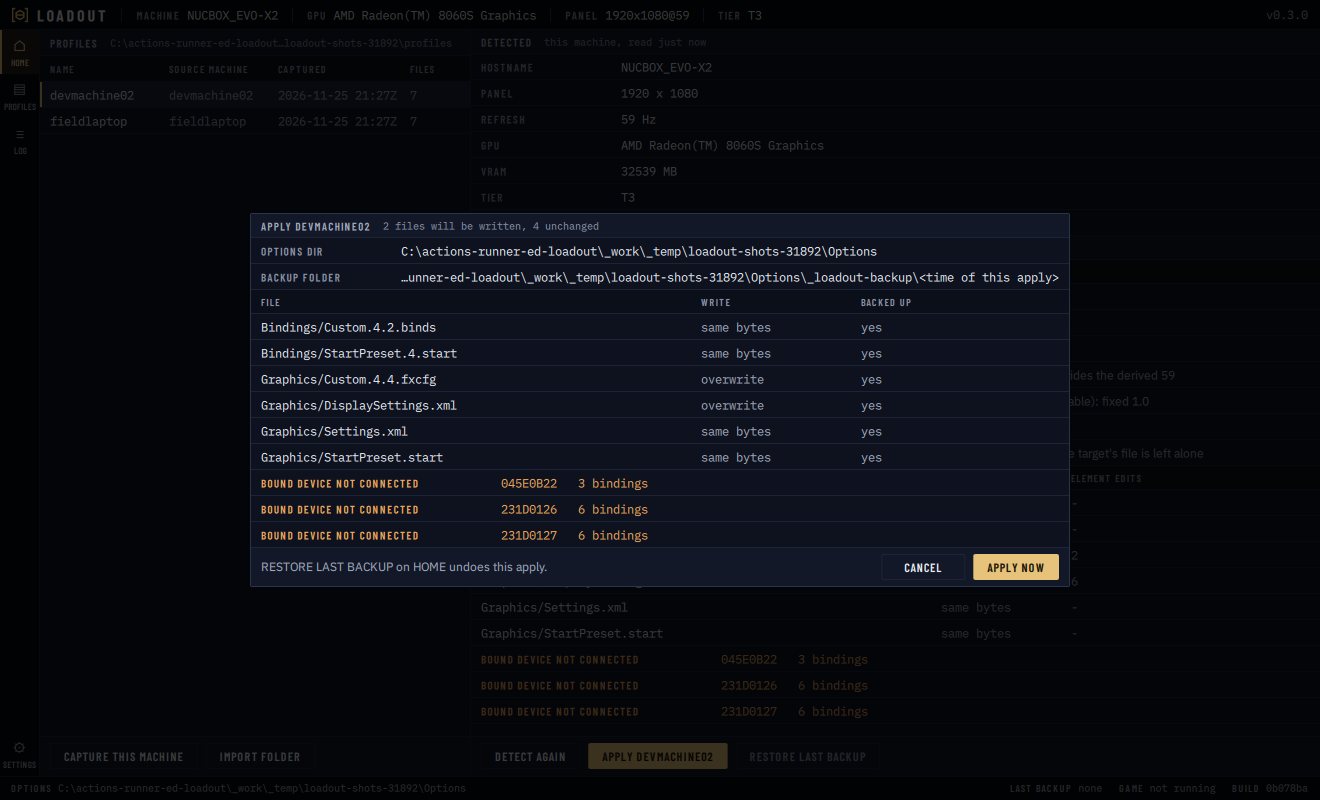 LOADOUT MACHINE NUCBOX_EVO-X2 GPU AMD Radeon(TM) 8060S Graphics PANEL 1920x1080@59 TIER T3 v0.3.0
HOME
PROFILES
LOG
SETTINGS
PROFILES C:\actions-runner-ed-loadout…loadout-shots-31892\profiles
NAME SOURCE MACHINE CAPTURED FILES
devmachine02 devmachine02 2026-11-25 21:27Z 7
fieldlaptop fieldlaptop 2026-11-25 21:27Z 7
DETECTED this machine, read just now
HOSTNAME NUCBOX_EVO-X2
PANEL 1920 x 1080
REFRESH 59 Hz
GPU AMD Radeon(TM) 8060S Graphics
VRAM 32539 MB
TIER T3
APPLY DEVMACHINE02 2 files will be written, 4 unchanged
OPTIONS DIR C:\actions-runner-ed-loadout\_work\_temp\loadout-shots-31892\Options
BACKUP FOLDER …unner-ed-loadout\_work\_temp\loadout-shots-31892\Options\_loadout-backup\<time of this apply>
FILE WRITE BACKED UP
Bindings/Custom.4.2.binds same bytes yes
Bindings/StartPreset.4.start same bytes yes
Graphics/Custom.4.4.fxcfg overwrite yes
Graphics/DisplaySettings.xml overwrite yes
Graphics/Settings.xml same bytes yes
Graphics/StartPreset.start same bytes yes
BOUND DEVICE NOT CONNECTED 045E0B22 3 bindings
BOUND DEVICE NOT CONNECTED 231D0126 6 bindings
BOUND DEVICE NOT CONNECTED 231D0127 6 bindings
RESTORE LAST BACKUP on HOME undoes this apply. CANCEL APPLY NOW
ides the derived 59
able): fixed 1.0
e target's file is left alone
ELEMENT EDITS
-
-
2
6
Graphics/Settings.xml same bytes -
Graphics/StartPreset.start same bytes -
BOUND DEVICE NOT CONNECTED 045E0B22 3 bindings
BOUND DEVICE NOT CONNECTED 231D0126 6 bindings
BOUND DEVICE NOT CONNECTED 231D0127 6 bindings
CAPTURE THIS MACHINE IMPORT FOLDER DETECT AGAIN APPLY DEVMACHINE02 RESTORE LAST BACKUP
OPTIONS C:\actions-runner-ed-loadout\_work\_temp\loadout-shots-31892\Options LAST BACKUP none GAME not running BUILD 0b078ba